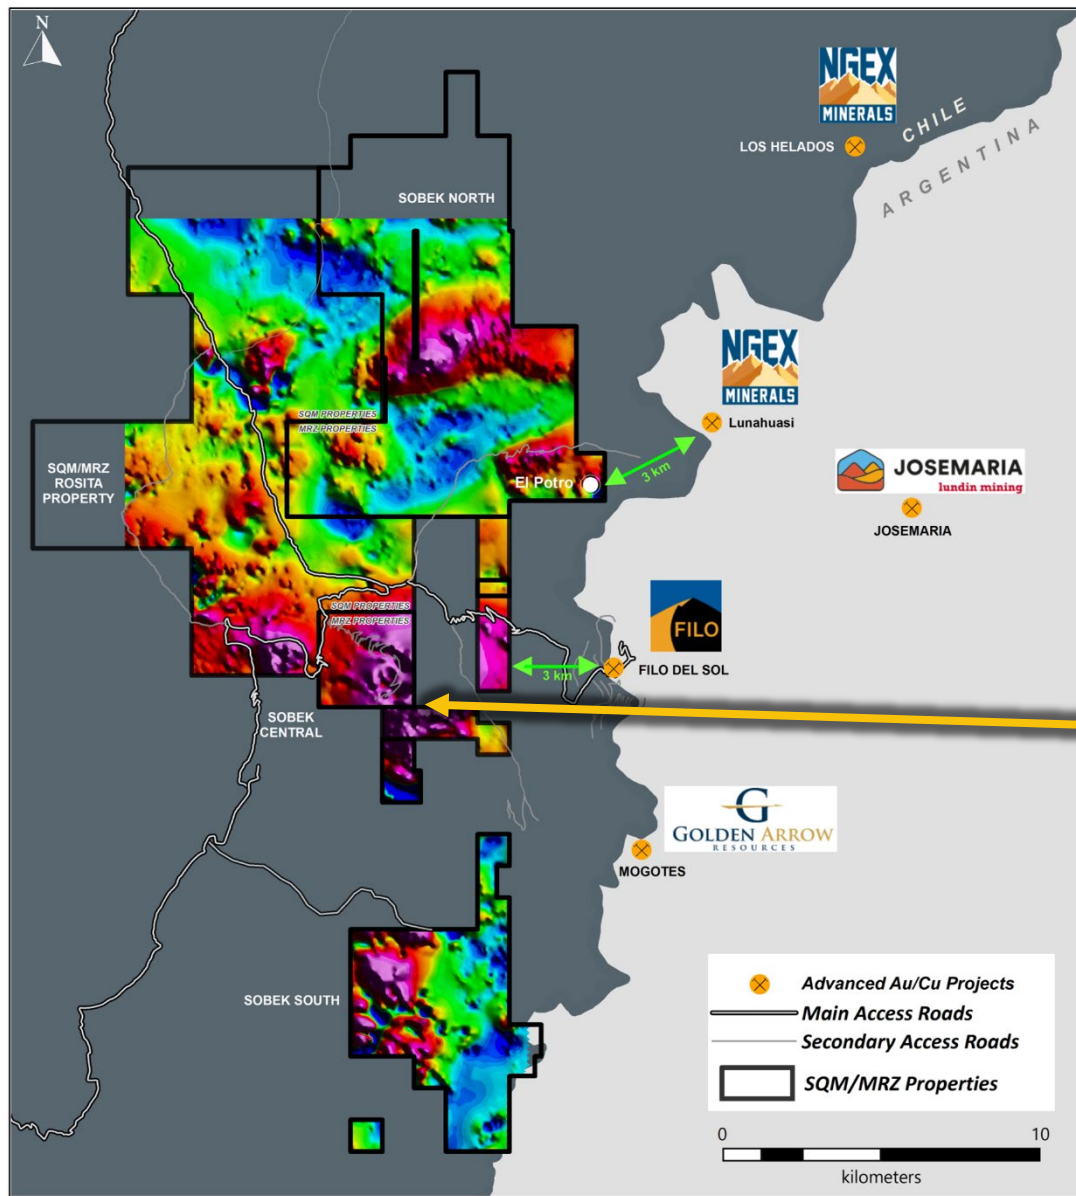 N
NGEX
MINERALS
LOS HELADOS
CHILE
ARGENTINA
SOBEK NORTH
NGEX
MINERALS
Lunahuasi
SQM PROPERTIES
MRZ PROPERTIES
SQM/MRZ
ROSITA
PROPERTY
El Potro
3 km
JOSEMARIA
lundin mining
JOSEMARIA
SQM PROPERTIES
MRZ PROPERTIES
FILO
FILO DEL SOL
3 km
SOBEK
CENTRAL
G
GOLDEN ARROW
RESOURCES
MOGOTES
SOBEK SOUTH
Advanced Au/Cu Projects
Main Access Roads
Secondary Access Roads
SQM/MRZ Properties
0
10
kilometers